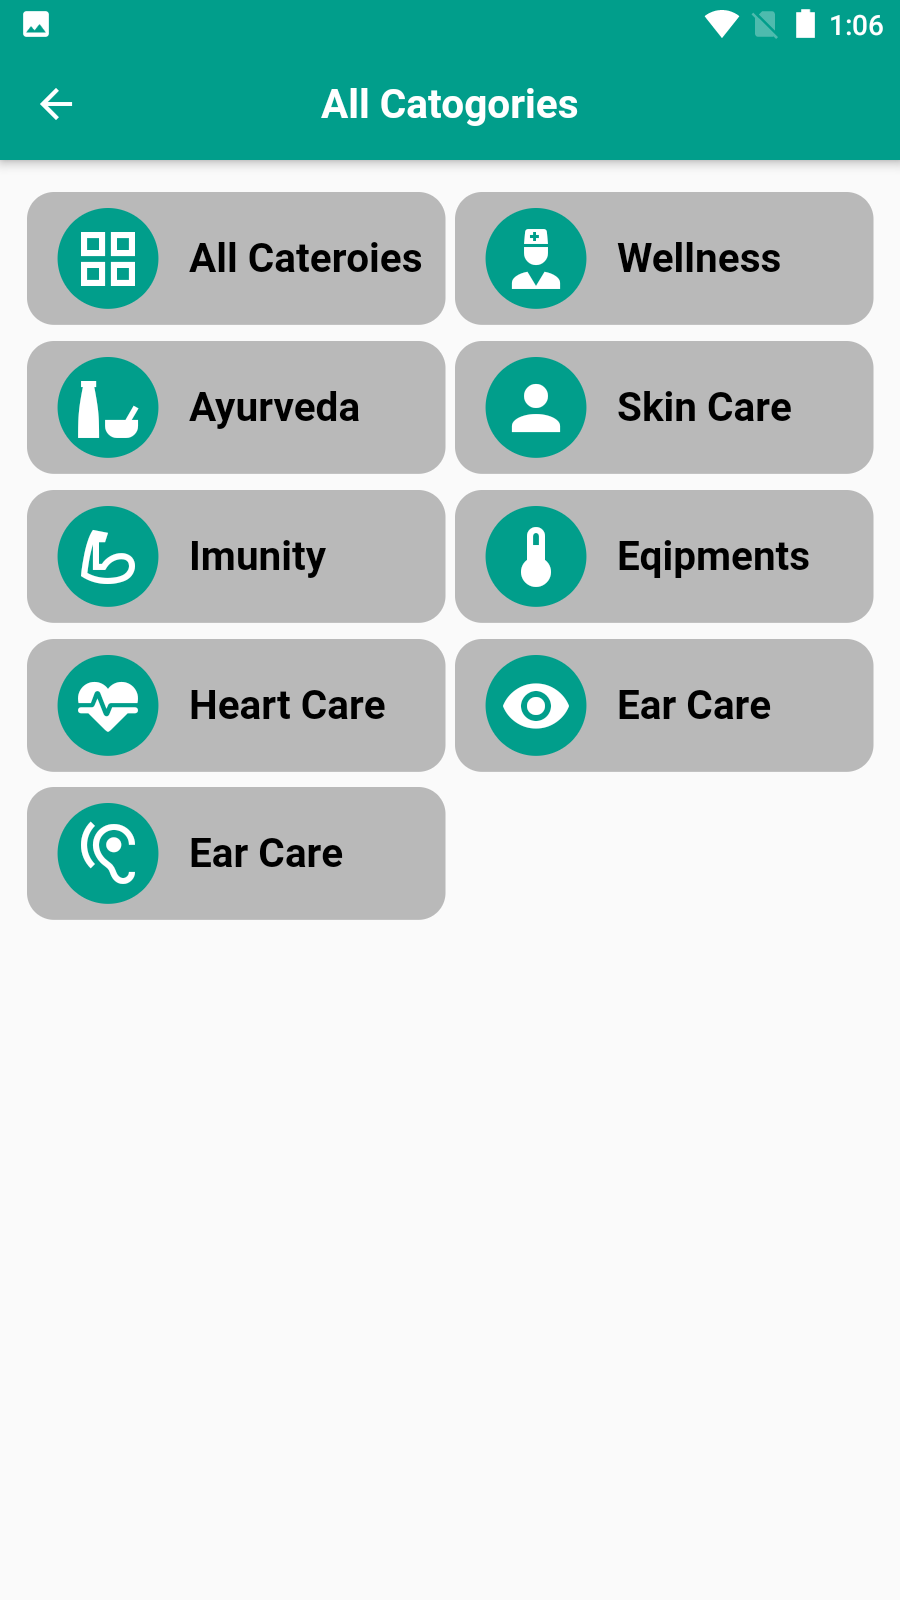 1:06
All Catogories
All Cateroies
Wellness
Ayurveda
Skin Care
Imunity
Eqipments
Heart Care
Ear Care
Ear Care